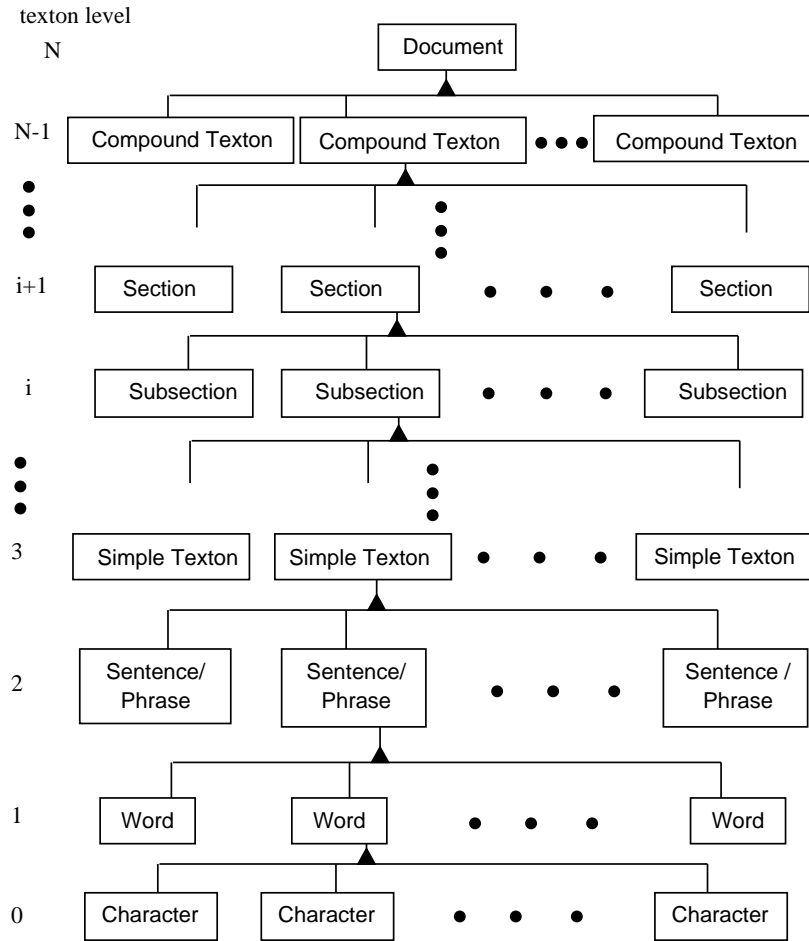 texton level
N
Document
N-1
Compound Texton
Compound Texton
Compound Texton
i+1
Section
Section
Section
i
Subsection
Subsection
Subsection
3
Simple Texton
Simple Texton
Simple Texton
2
Sentence/
Phrase
Sentence/
Phrase
Sentence /
Phrase
1
Word
Word
Word
0
Character
Character
Character